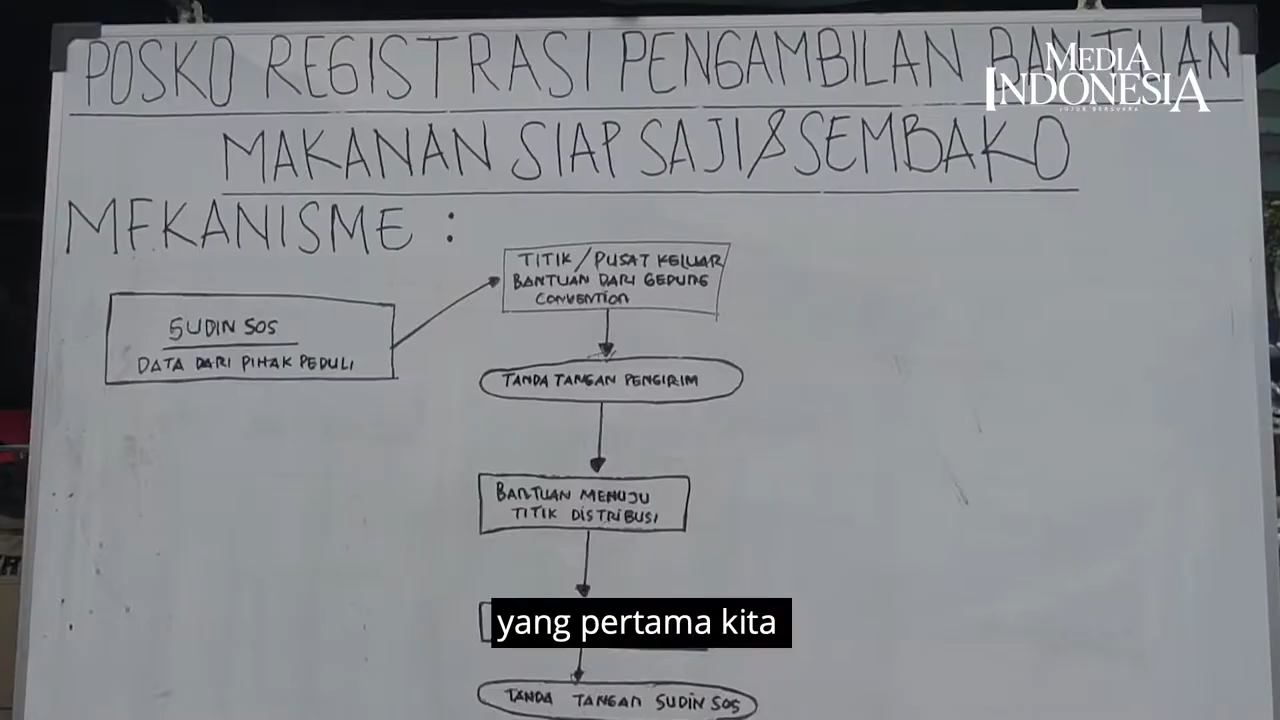 POSKO REGISTRASI PENGAMBILAN BANTUAN
MEDIA
INDONESIA
MAKANAN SIAP SAJI & SEMBAKO
MEKANISME :
TITIK / PUSAT KELUAR
BANTUAN DARI GEDUNG
CONVENTION
SUDIN SOS
DATA DARI PIHAK PEDULI
TANDA TANGAN PENGIRIM
BANTUAN MENUJU
TITIK DISTRIBUSI
yang pertama kita
TANDA TANGAN SUDIN SOS